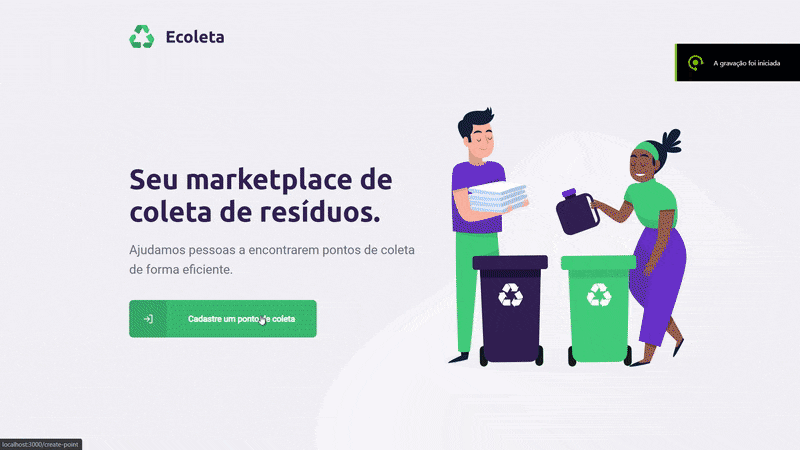 Ecoleta
A gravação foi iniciada
Seu marketplace de
coleta de resíduos.
Ajudamos pessoas a encontrarem pontos de coleta
de forma eficiente.
Cadastre um ponto de coleta
localhost:3000/create-point